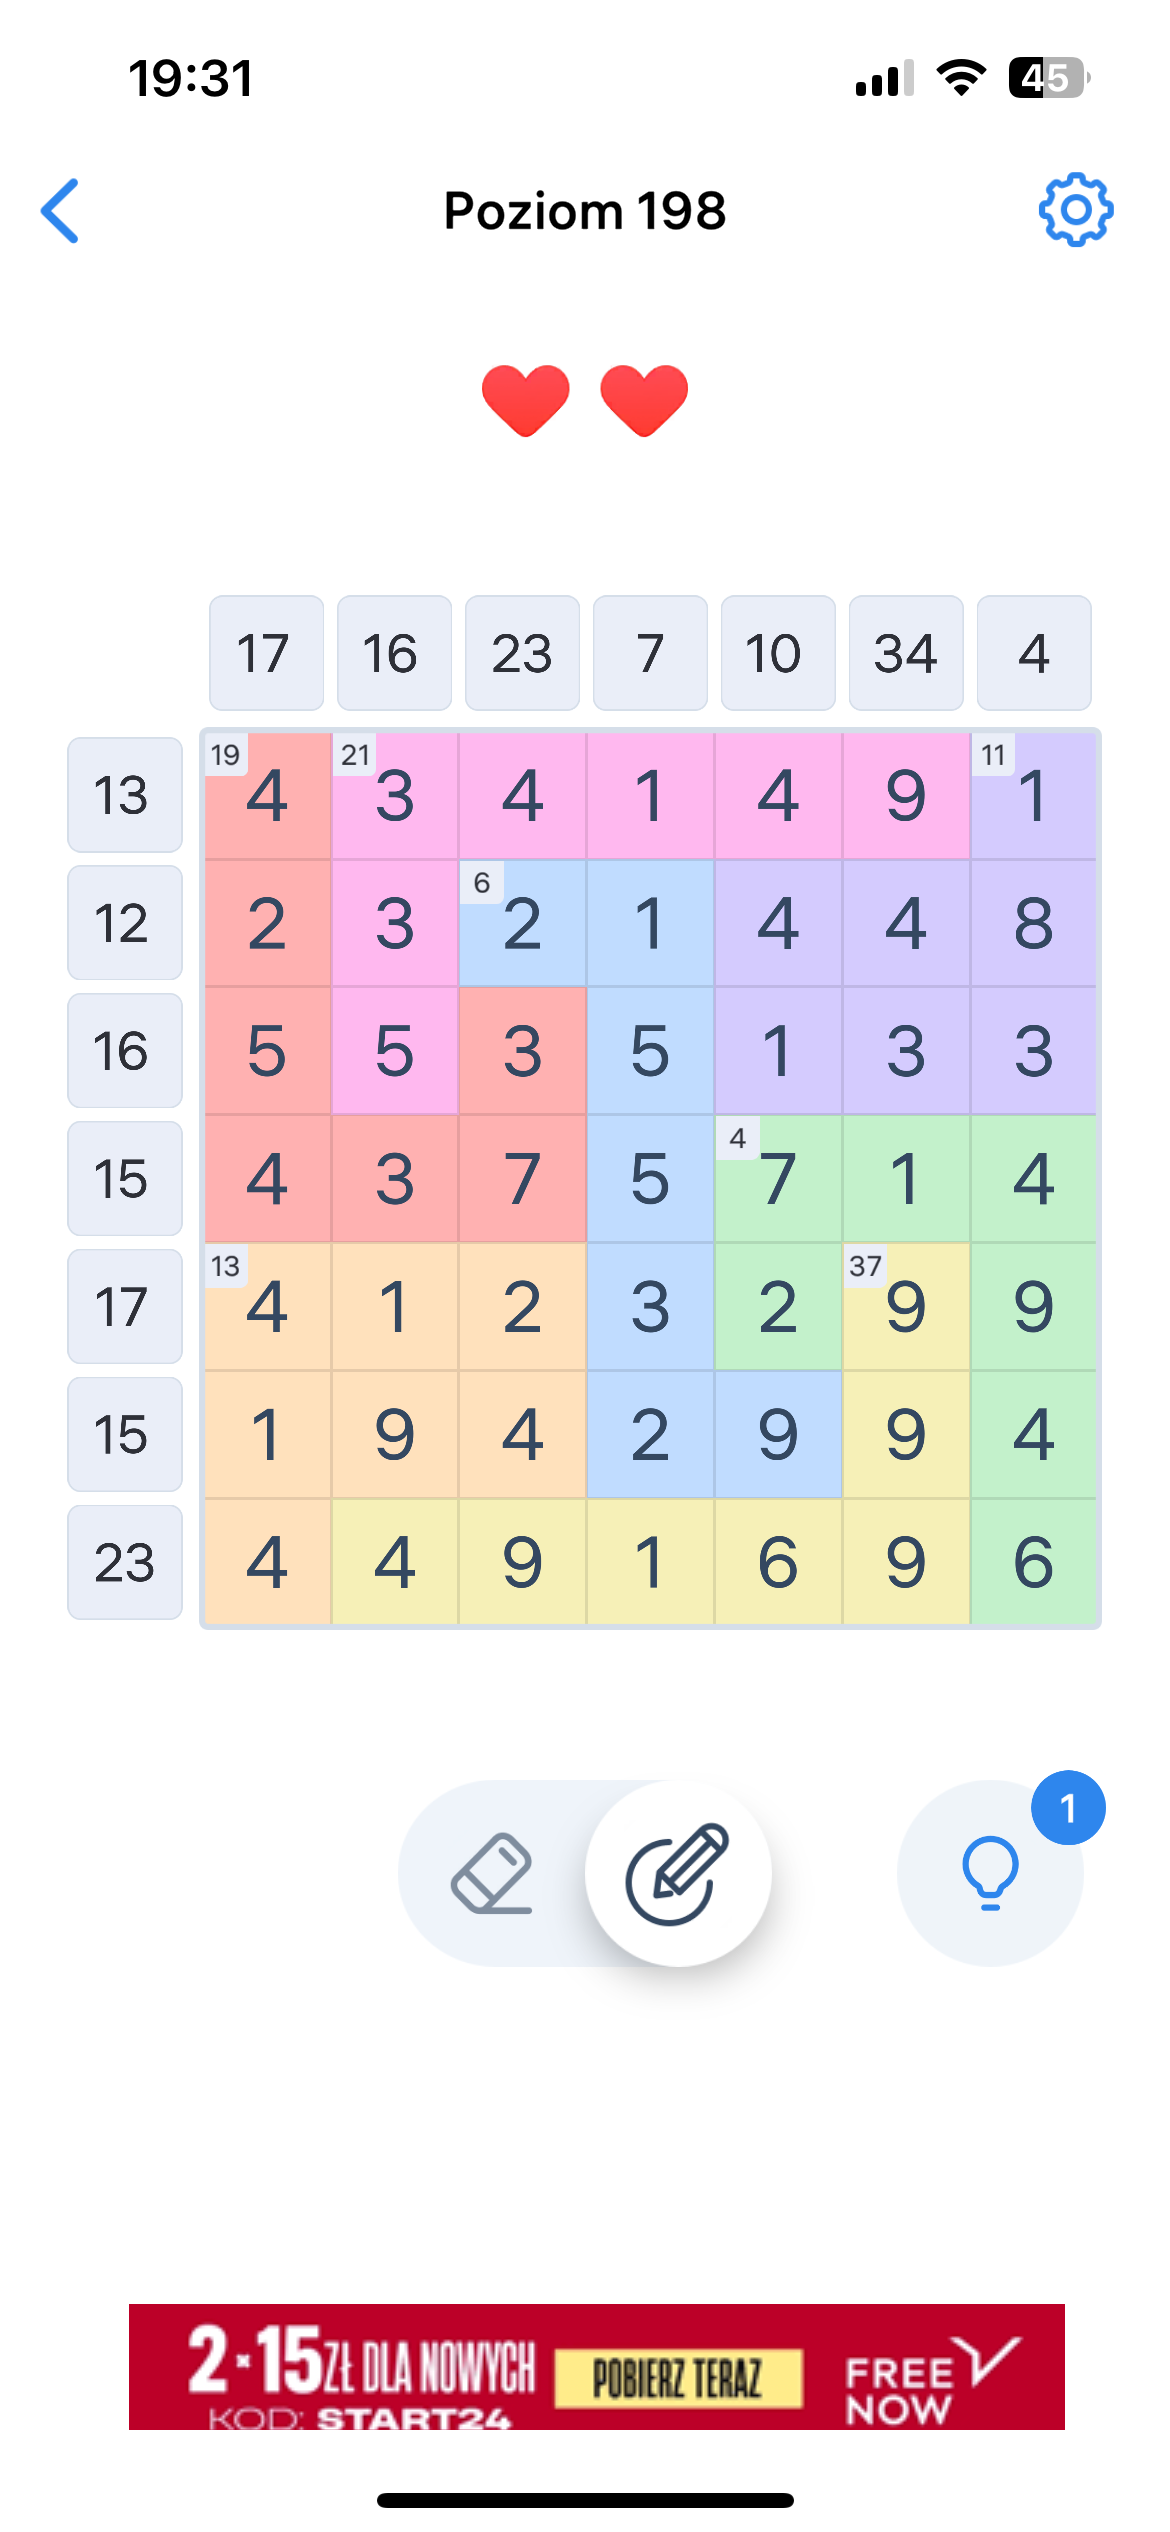 19:31
45
Poziom 198
17 16 23 7 10 34 4
13 19 4 21 3 4 1 4 9 11 1
12 2 3 6 2 1 4 4 8
16 5 5 3 5 1 3 3
15 4 3 7 5 4 7 1 4
17 13 4 1 2 3 2 37 9 9
15 1 9 4 2 9 9 4
23 4 4 9 1 6 9 6
1
2·15ZŁ DLA NOWYCH
KOD: START24
POBIERZ TERAZ
FREE
NOW